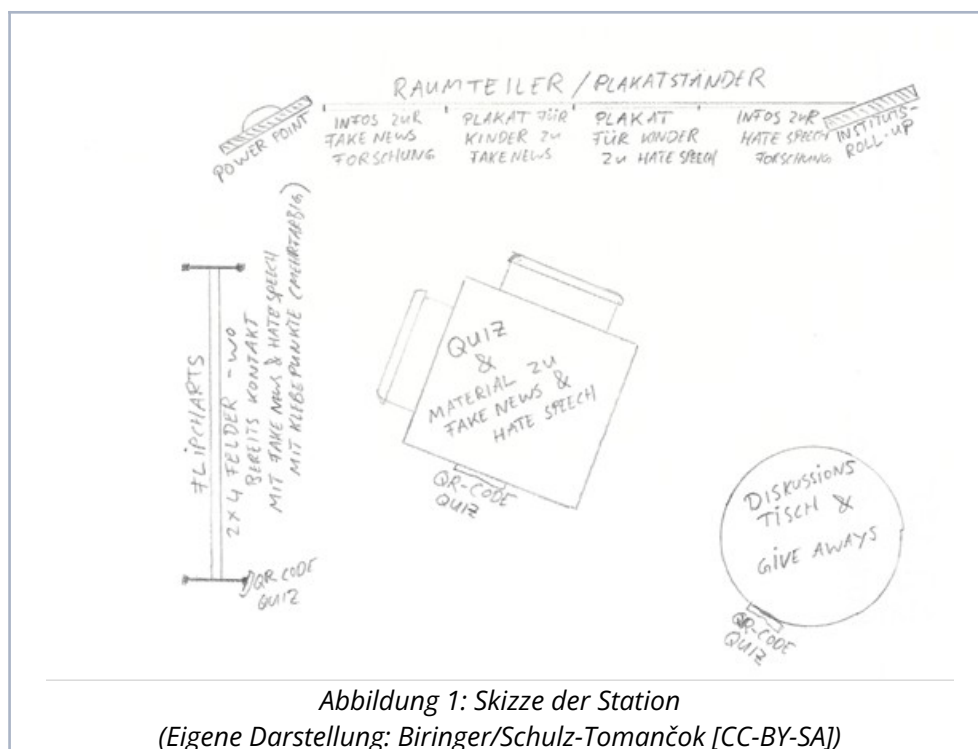 RAUMTEILER / PLAKATSTÄNDER
POWER POINT
INFOS ZUR
FAKE NEWS
FORSCHUNG
PLAKAT FÜR
KINDER ZU
FAKE NEWS
PLAKAT
FÜR KINDER
ZU HATE SPEECH
INFOS ZUR
HATE SPEECH
FORSCHUNG
INSTITUTS-
ROLL-UP
FLIPCHARTS
2x4 FELDER - WO
BEREITS KONTAKT
MIT FAKE NEWS & HATE SPEECH
MIT KLEBEPUNKTE (MEHRFARBIG)
QR CODE
QUIZ
QUIZ
&
MATERIAL ZU
FAKE NEWS &
HATE SPEECH
QR-CODE
QUIZ
DISKUSSIONS
TISCH &
GIVE AWAYS
QR-CODE
QUIZ
Abbildung 1: Skizze der Station
(Eigene Darstellung: Biringer/Schulz-Tomančok [CC-BY-SA])